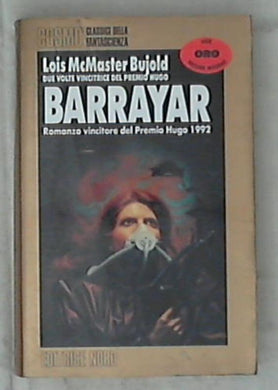 COSMO CLASSICI DELLA
FANTASCIENZA
ORO
Lois McMaster Bujold
DUE VOLTE VINCITRICE DEL PREMIO HUGO
BARRAYAR
Romanzo vincitore del Premio Hugo 1992
EDITRICE NORD